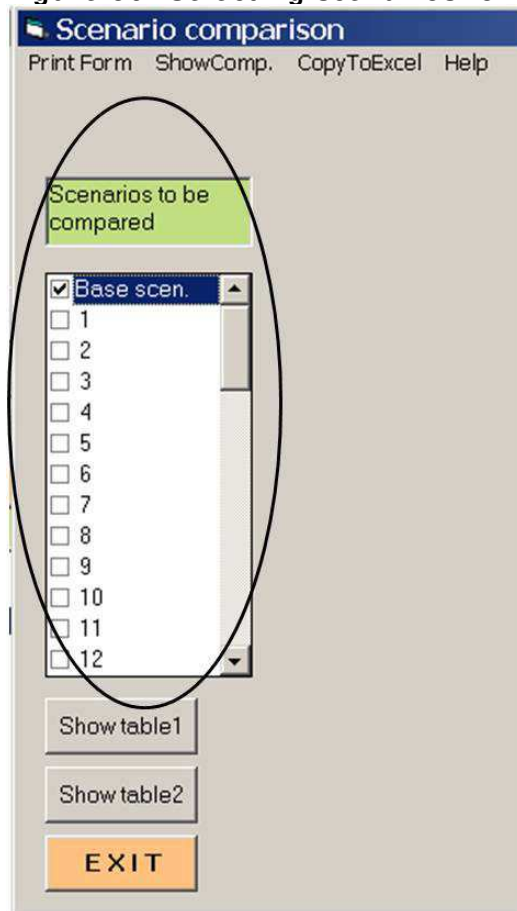 Scenario comparison
Print Form ShowComp. CopyToExcel Help
Scenarios to be
compared
Base scen.
1
2
3
4
5
6
7
8
9
10
11
12
Show table1
Show table2
EXIT